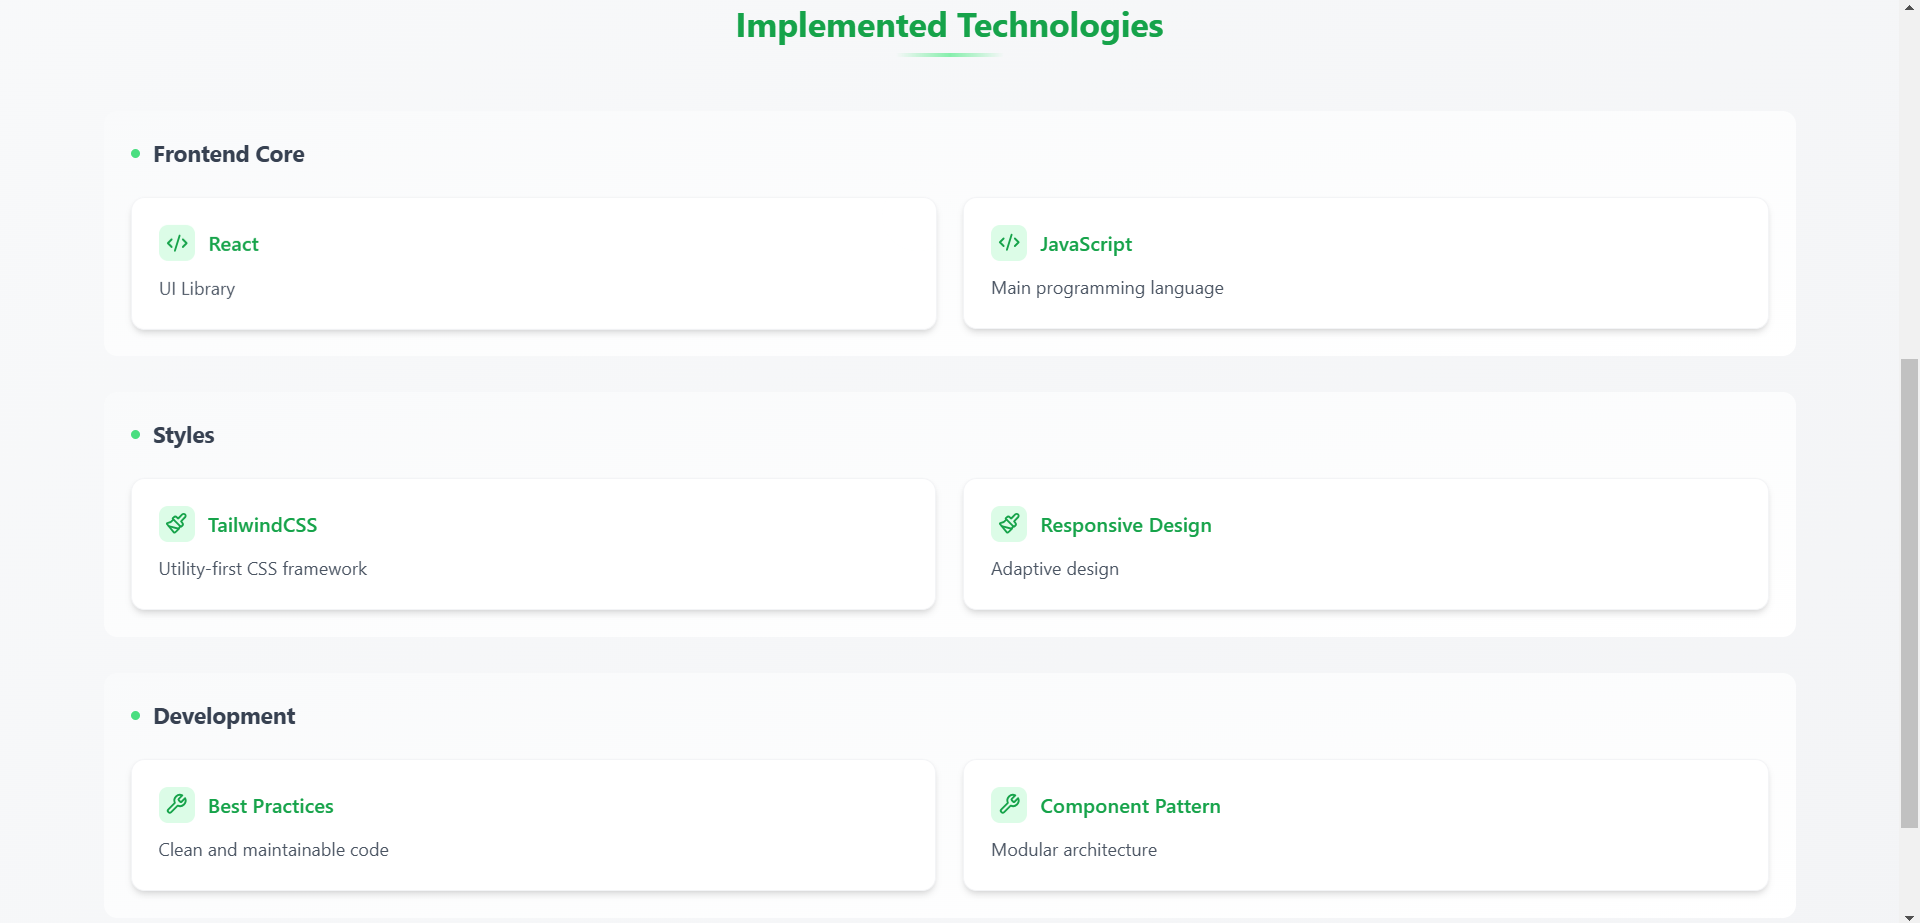 Implemented Technologies
Frontend Core
React
UI Library
JavaScript
Main programming language
Styles
TailwindCSS
Utility-first CSS framework
Responsive Design
Adaptive design
Development
Best Practices
Clean and maintainable code
Component Pattern
Modular architecture